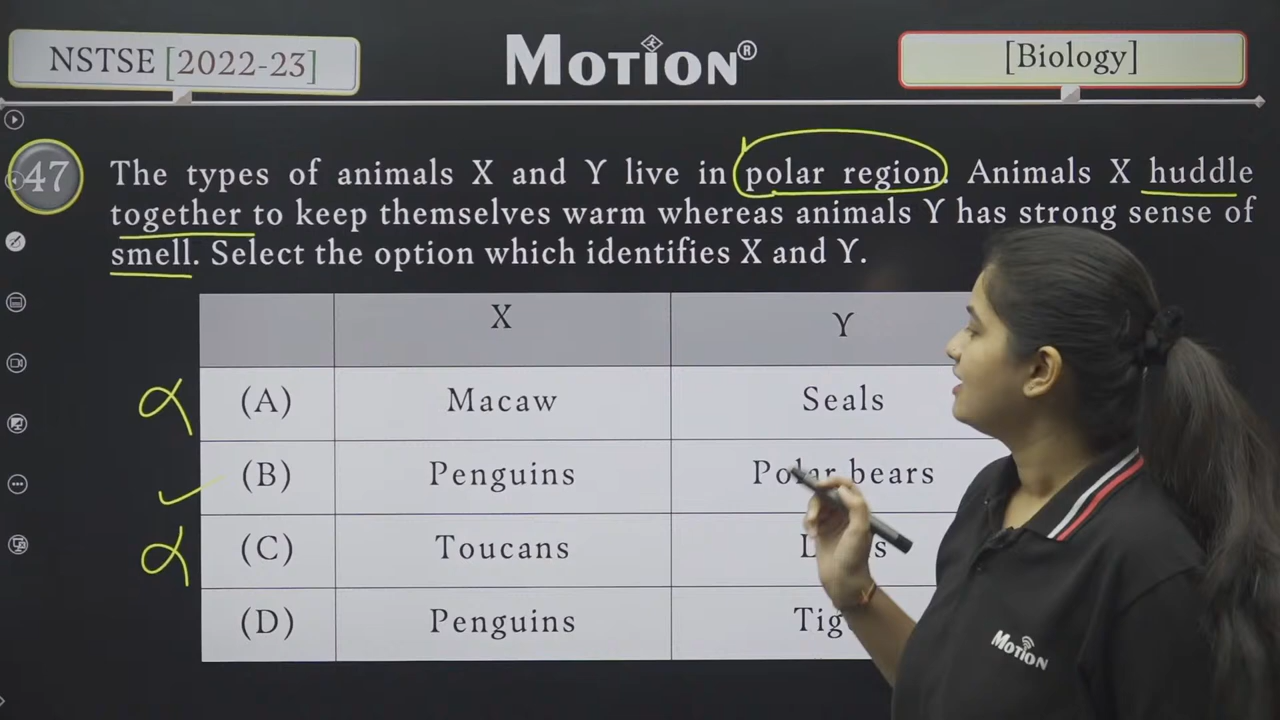 NSTSE [2022-23]
MOTION®
[Biology]
47
The types of animals X and Y live in polar region. Animals X huddle
together to keep themselves warm whereas animals Y has strong sense of
smell. Select the option which identifies X and Y.
X Y
(A) Macaw Seals
(B) Penguins Polar bears
(C) Toucans
(D) Penguins
MOTION